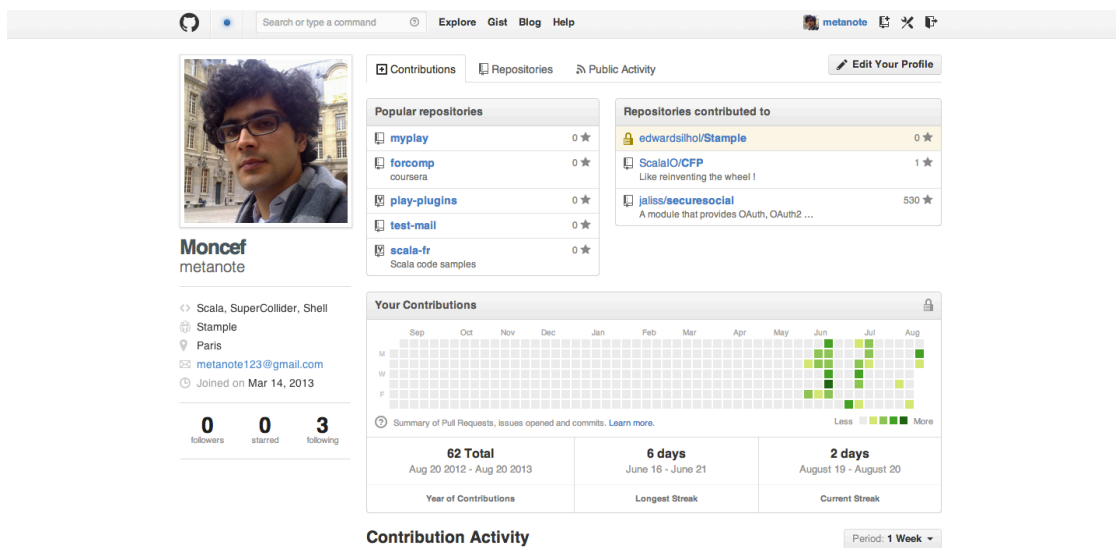 Search or type a command Explore Gist Blog Help metanote
Contributions Repositories Public Activity Edit Your Profile
Popular repositories
myplay 0
forcomp 0
coursera
play-plugins 0
test-mail 0
scala-fr 0
Scala code samples
Repositories contributed to
edwardsilhol/Stample 0
ScalaIO/CFP 1
Like reinventing the wheel !
jaliss/securesocial 530
A module that provides OAuth, OAuth2 ...
Moncef
metanote
Scala, SuperCollider, Shell
Stample
Paris
metanote123@gmail.com
Joined on Mar 14, 2013
0 0 3
followers starred following
Your Contributions
Sep Oct Nov Dec Jan Feb Mar Apr May Jun Jul Aug
M
W
F
Summary of Pull Requests, issues opened and commits. Learn more. Less More
62 Total 6 days 2 days
Aug 20 2012 - Aug 20 2013 June 16 - June 21 August 19 - August 20
Year of Contributions Longest Streak Current Streak
Contribution Activity Period: 1 Week